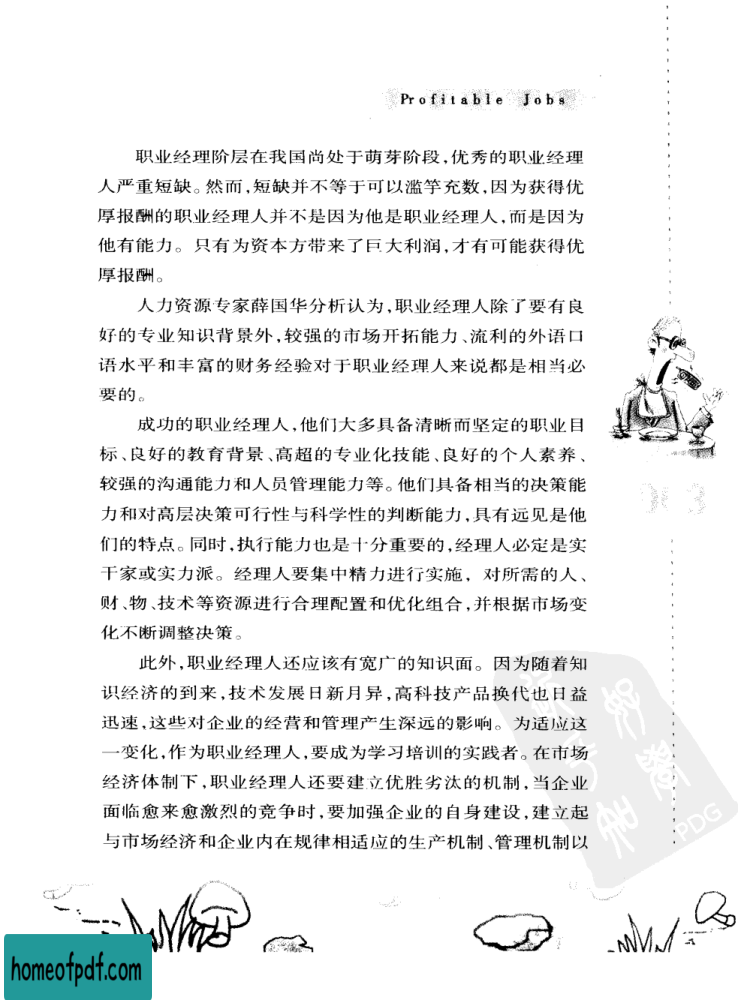 Profitable Jobs
职业经理阶层在我国尚处于萌芽阶段,优秀的职业经理
人严重短缺。然而,短缺并不等于可以滥竽充数,因为获得优
厚报酬的职业经理人并不是因为他是职业经理人,而是因为
他有能力。只有为资本方带来了巨大利润,才有可能获得优
厚报酬。
人力资源专家薛国华分析认为,职业经理人除了要有良
好的专业知识背景外,较强的市场开拓能力、流利的外语口
语水平和丰富的财务经验对于职业经理人来说都是相当必
要的。
成功的职业经理人,他们大多具备清晰而坚定的职业目
标、良好的教育背景、高超的专业化技能、良好的个人素养、
较强的沟通能力和人员管理能力等。他们具备相当的决策能
力和对高层决策可行性与科学性的判断能力,具有远见是他
们的特点。同时,执行能力也是十分重要的,经理人必定是实
干家或实力派。经理人要集中精力进行实施,对所需的人、
财、物、技术等资源进行合理配置和优化组合,并根据市场变
化不断调整决策。
此外,职业经理人还应该有宽广的知识面。因为随着知
识经济的到来,技术发展日新月异,高科技产品换代也日益
迅速,这些对企业的经营和管理产生深远的影响。为适应这
一变化,作为职业经理人,要成为学习培训的实践者。在市场
经济体制下,职业经理人还要建立优胜劣汰的机制,当企业
面临愈来愈激烈的竞争时,要加强企业的自身建设,建立起
与市场经济和企业内在规律相适应的生产机制、管理机制以
PDG
homeofpdf.com